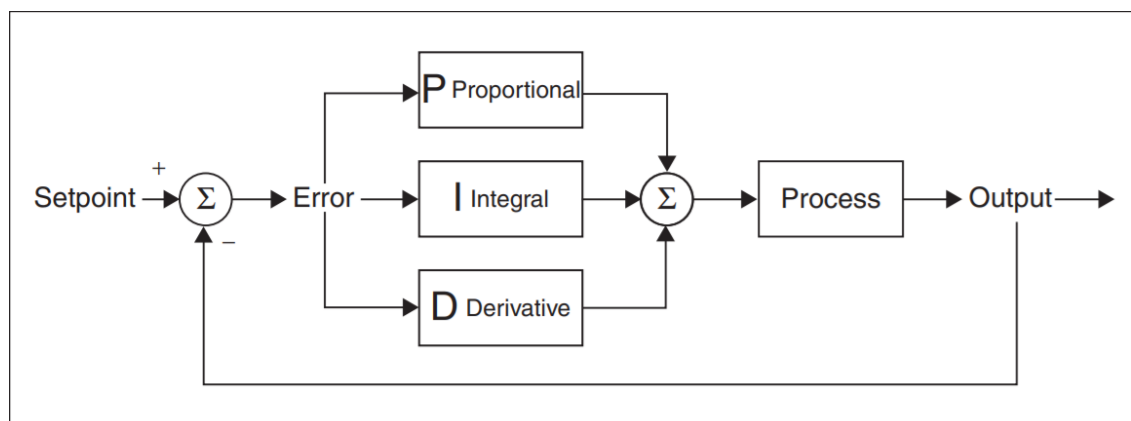 P Proportional
+
Setpoint
Σ
Error
I Integral
Σ
Process
Output
−
D Derivative